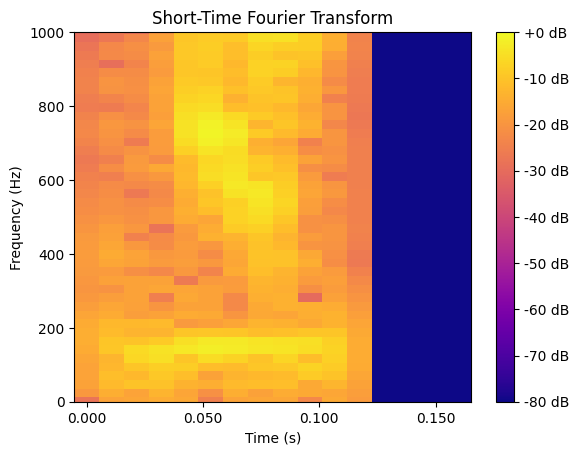 Short-Time Fourier Transform
Frequency (Hz)
1000
800
600
400
200
0
0.000
0.050
0.100
0.150
Time (s)
+0 dB
-10 dB
-20 dB
-30 dB
-40 dB
-50 dB
-60 dB
-70 dB
-80 dB